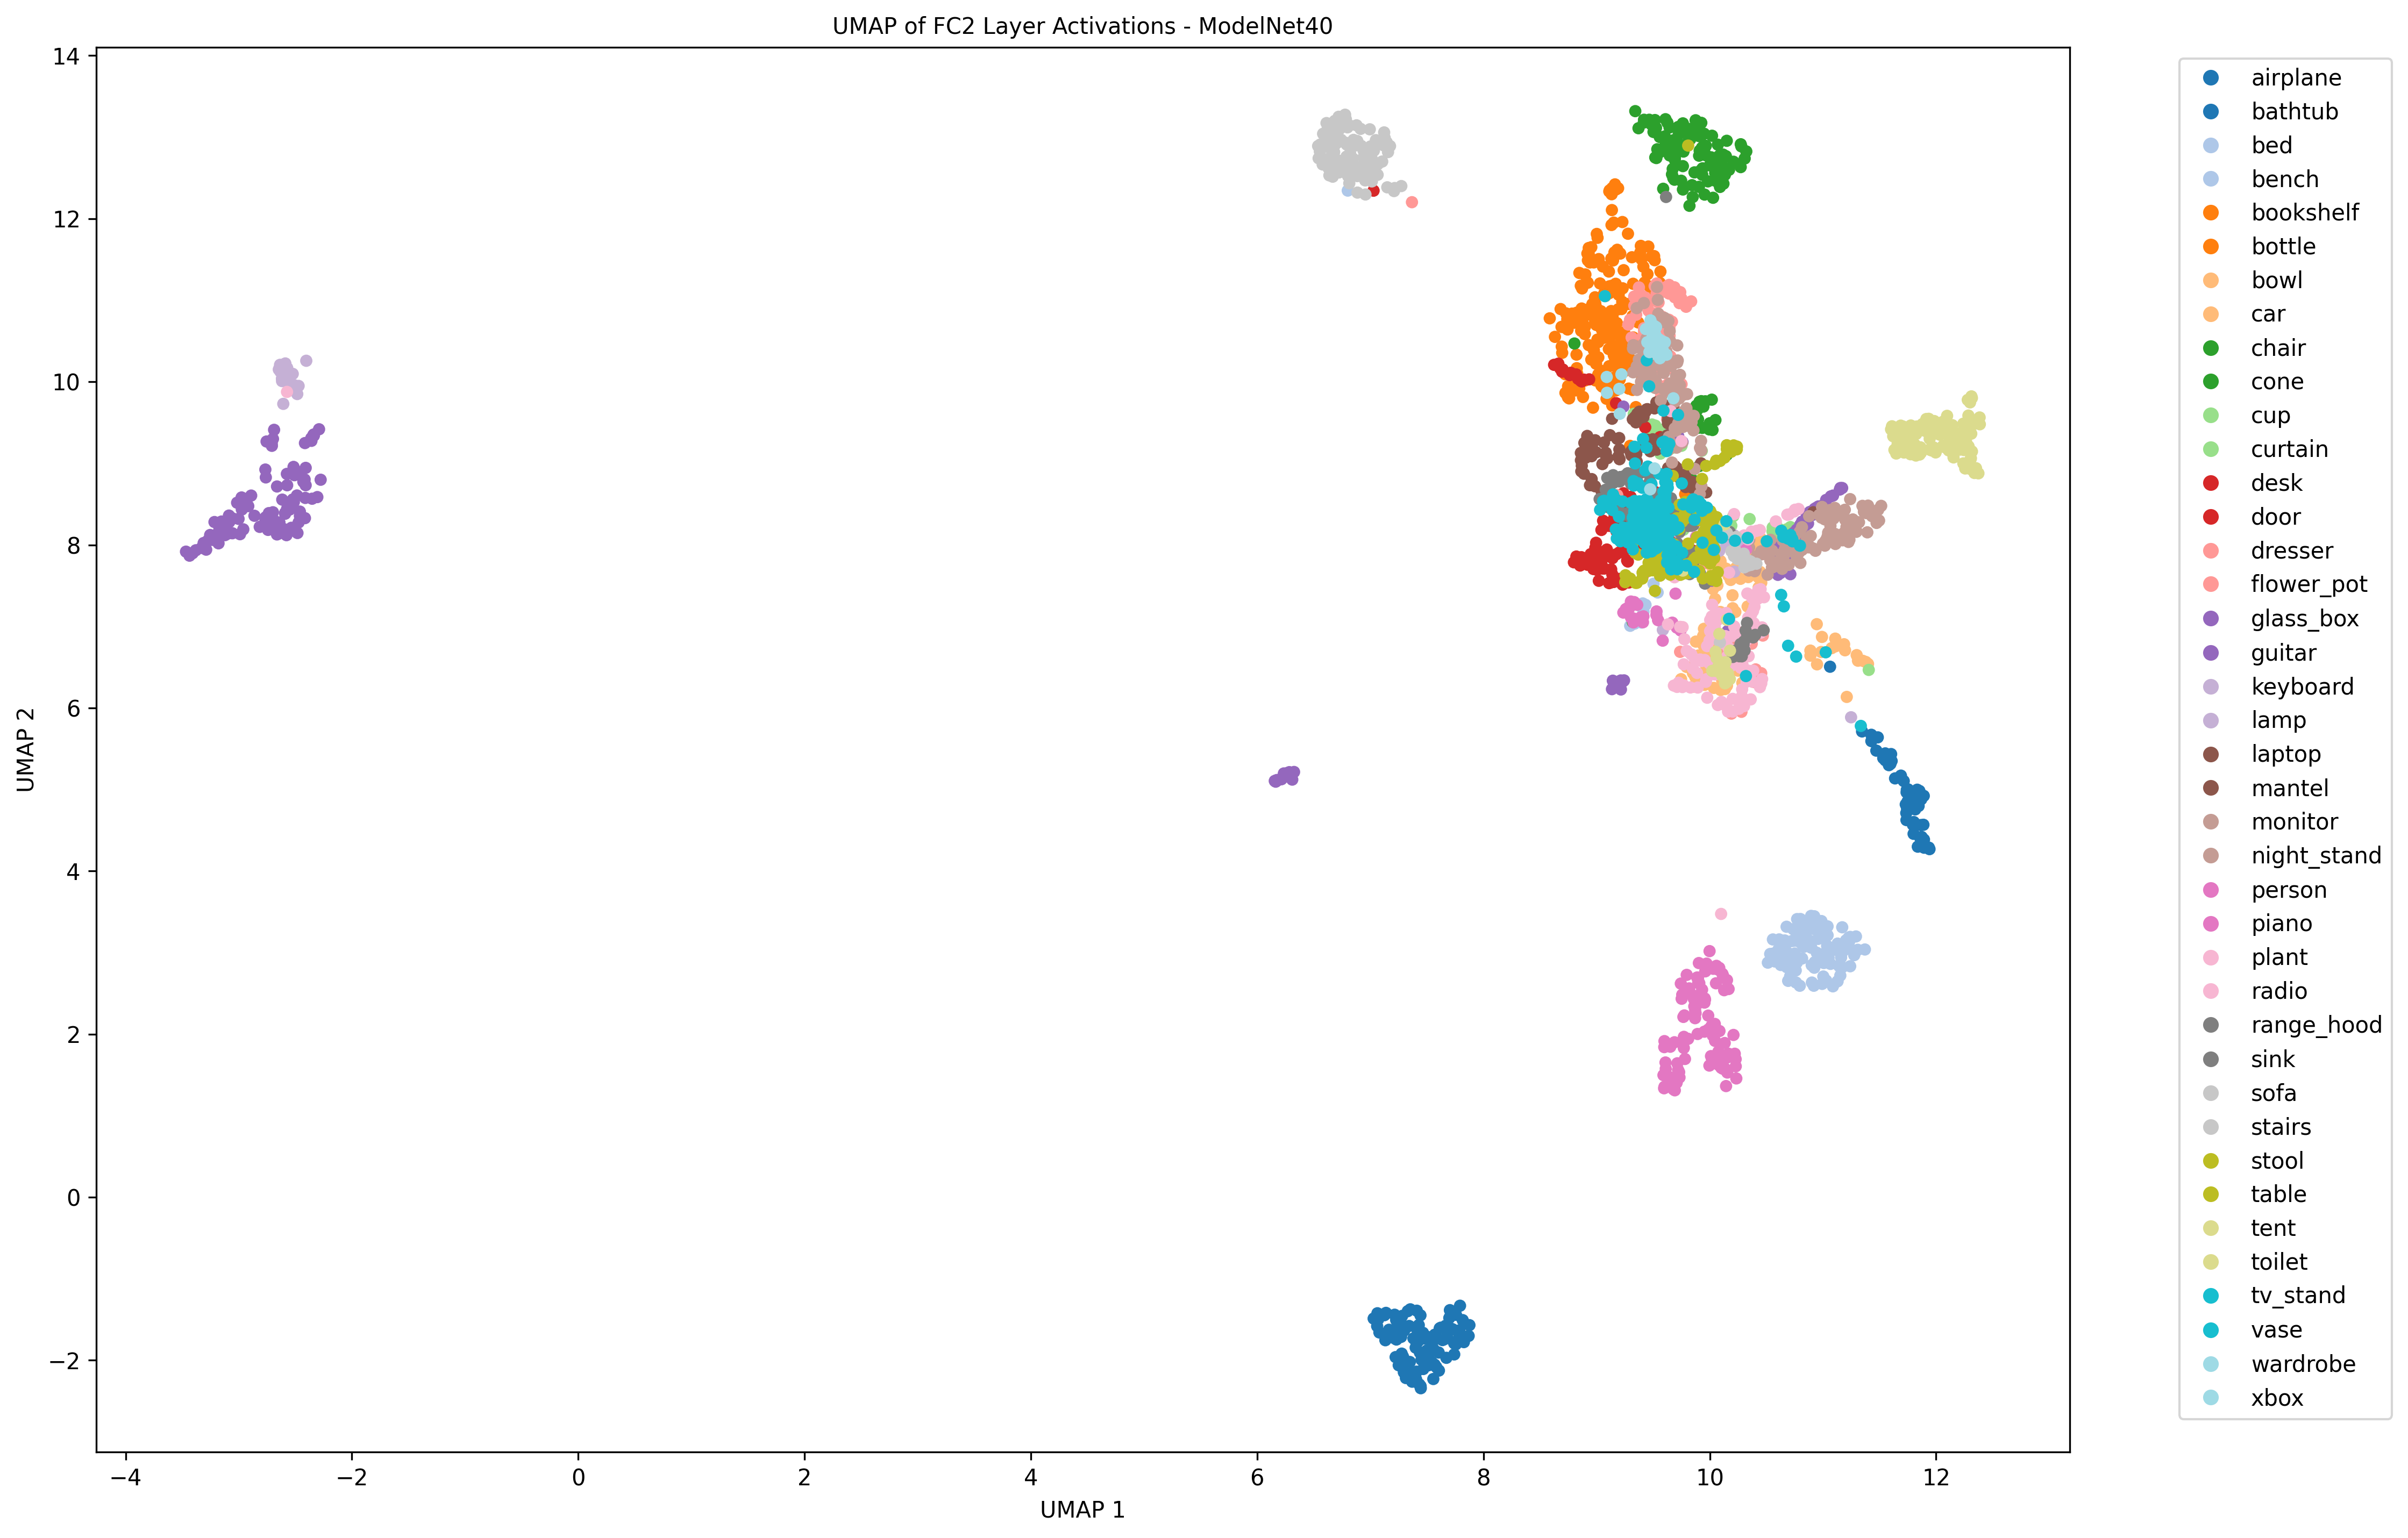 UMAP of FC2 Layer Activations - ModelNet40
14
12
10
8
6
4
2
0
−2
UMAP 2
−4
−2
0
2
4
6
8
10
12
UMAP 1
airplane
bathtub
bed
bench
bookshelf
bottle
bowl
car
chair
cone
cup
curtain
desk
door
dresser
flower_pot
glass_box
guitar
keyboard
lamp
laptop
mantel
monitor
night_stand
person
piano
plant
radio
range_hood
sink
sofa
stairs
stool
table
tent
toilet
tv_stand
vase
wardrobe
xbox